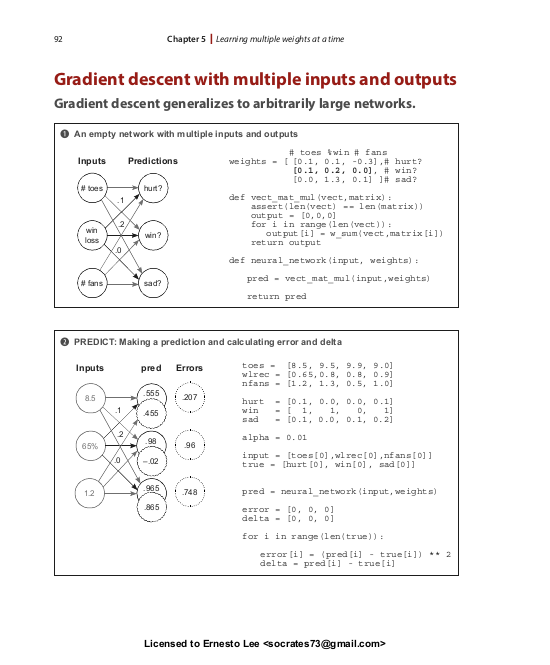 92
Chapter 5 | Learning multiple weights at a time
Gradient descent with multiple inputs and outputs
Gradient descent generalizes to arbitrarily large networks.
1 An empty network with multiple inputs and outputs
Inputs Predictions
# toes
hurt?
.1
win
loss
.2
win?
.0
# fans
sad?
# toes %win # fans
weights = [ [0.1, 0.1, -0.3],# hurt?
[0.1, 0.2, 0.0], # win?
[0.0, 1.3, 0.1] ]# sad?
def vect_mat_mul(vect,matrix):
assert(len(vect) == len(matrix))
output = [0,0,0]
for i in range(len(vect)):
output[i] = w_sum(vect,matrix[i])
return output
def neural_network(input, weights):
pred = vect_mat_mul(input,weights)
return pred
2 PREDICT: Making a prediction and calculating error and delta
Inputs pred Errors
8.5
.555
.207
.1
.455
65%
.2
.98
.96
.0
–.02
1.2
.965
.748
.865
toes = [8.5, 9.5, 9.9, 9.0]
wlrec = [0.65,0.8, 0.8, 0.9]
nfans = [1.2, 1.3, 0.5, 1.0]
hurt = [0.1, 0.0, 0.0, 0.1]
win = [ 1, 1, 0, 1]
sad = [0.1, 0.0, 0.1, 0.2]
alpha = 0.01
input = [toes[0],wlrec[0],nfans[0]]
true = [hurt[0], win[0], sad[0]]
pred = neural_network(input,weights)
error = [0, 0, 0]
delta = [0, 0, 0]
for i in range(len(true)):
error[i] = (pred[i] - true[i]) ** 2
delta = pred[i] - true[i]
Licensed to Ernesto Lee <socrates73@gmail.com>